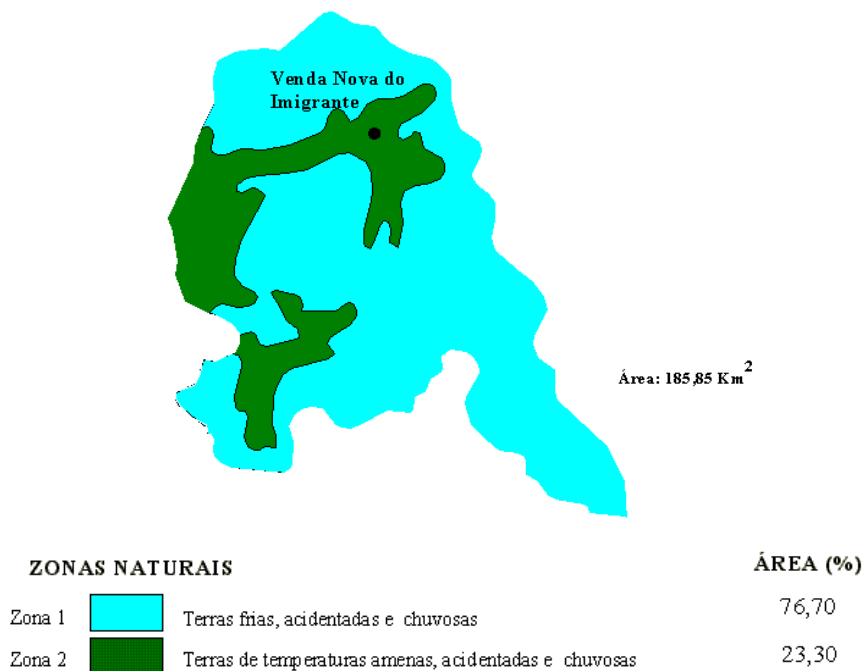 Venda Nova do
Imigrante
Área: 185,85 Km²
ZONAS NATURAIS ÁREA (%)
Zona 1 Terras frias, acidentadas e chuvosas 76,70
Zona 2 Terras de temperaturas amenas, acidentadas e chuvosas 23,30